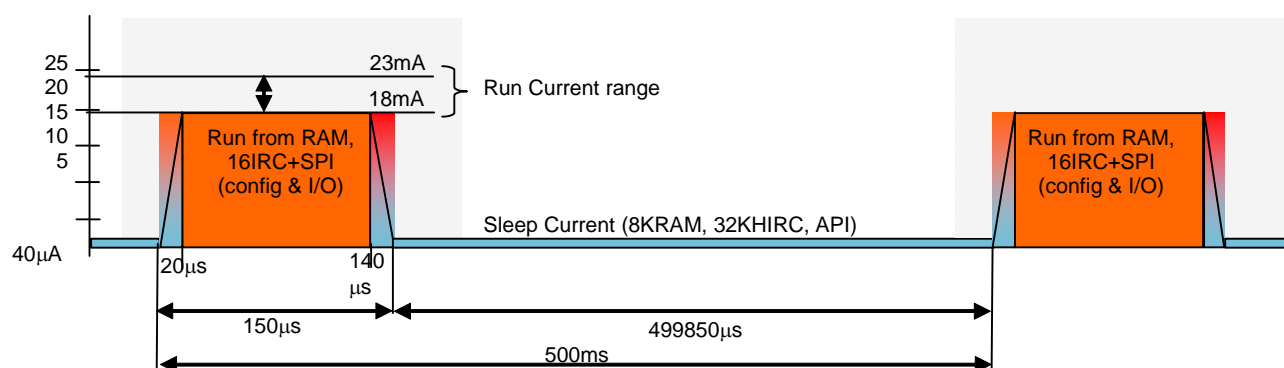 25
20
15
10
5
40μA
23mA
18mA
Run Current range
Run from RAM,
16IRC+SPI
(config & I/O)
Run from RAM,
16IRC+SPI
(config & I/O)
Sleep Current (8KRAM, 32KHIRC, API)
20μs
140
μs
150μs
499850μs
500ms